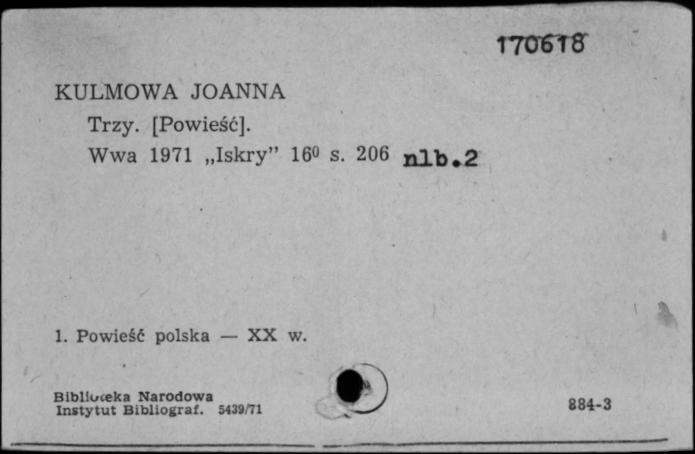 170618
KULMOWA JOANNA
Trzy. [Powieść].
Wwa 1971 „Iskry” 16⁰ s. 206 nlb.2
1. Powieść polska — XX w.
Biblioteka Narodowa
Instytut Bibliograf. 5439/71
884-3